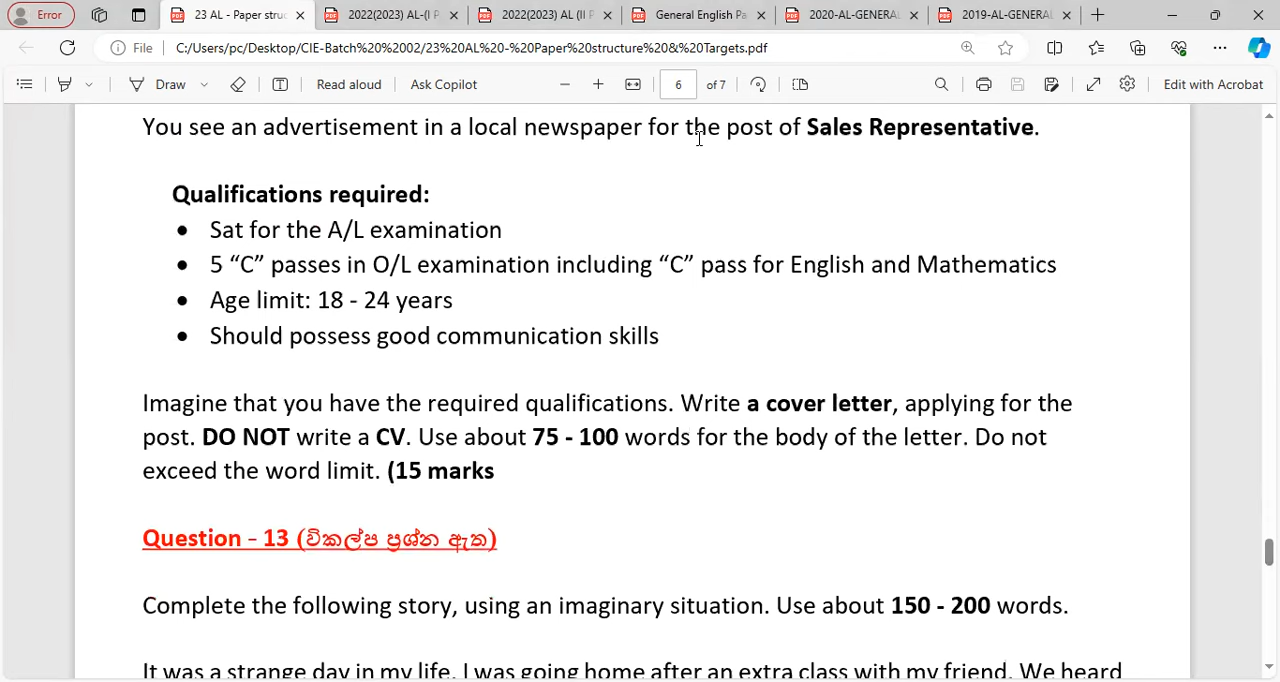 Error
23 AL - Paper struc
2022(2023) AL-(I P
2022(2023) AL (II P
General English Pa
2020-AL-GENERAL
2019-AL-GENERAL
File
C:/Users/pc/Desktop/CIE-Batch%20%2002/23%20AL%20-%20Paper%20structure%20&%20Targets.pdf
Draw
Read aloud
Ask Copilot
6
of 7
Edit with Acrobat
You see an advertisement in a local newspaper for the post of Sales Representative.
Qualifications required:
• Sat for the A/L examination
• 5 “C” passes in O/L examination including “C” pass for English and Mathematics
• Age limit: 18 - 24 years
• Should possess good communication skills
Imagine that you have the required qualifications. Write a cover letter, applying for the
post. DO NOT write a CV. Use about 75 - 100 words for the body of the letter. Do not
exceed the word limit. (15 marks
Question - 13 (විකල්ප ප්‍රශ්න ඇත)
Complete the following story, using an imaginary situation. Use about 150 - 200 words.
It was a strange day in my life. I was going home after an extra class with my friend. We heard